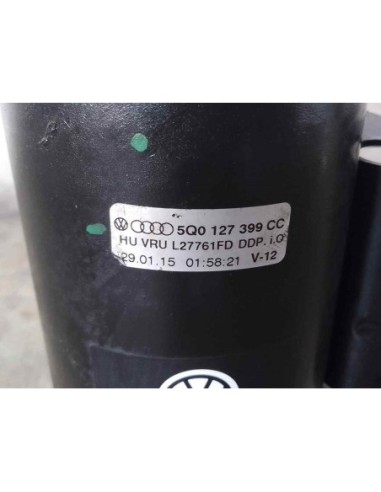 5Q0 127 399 CC
HU VRU L27761FD DDP. i.O
29.01.15 01:58:21 V-12